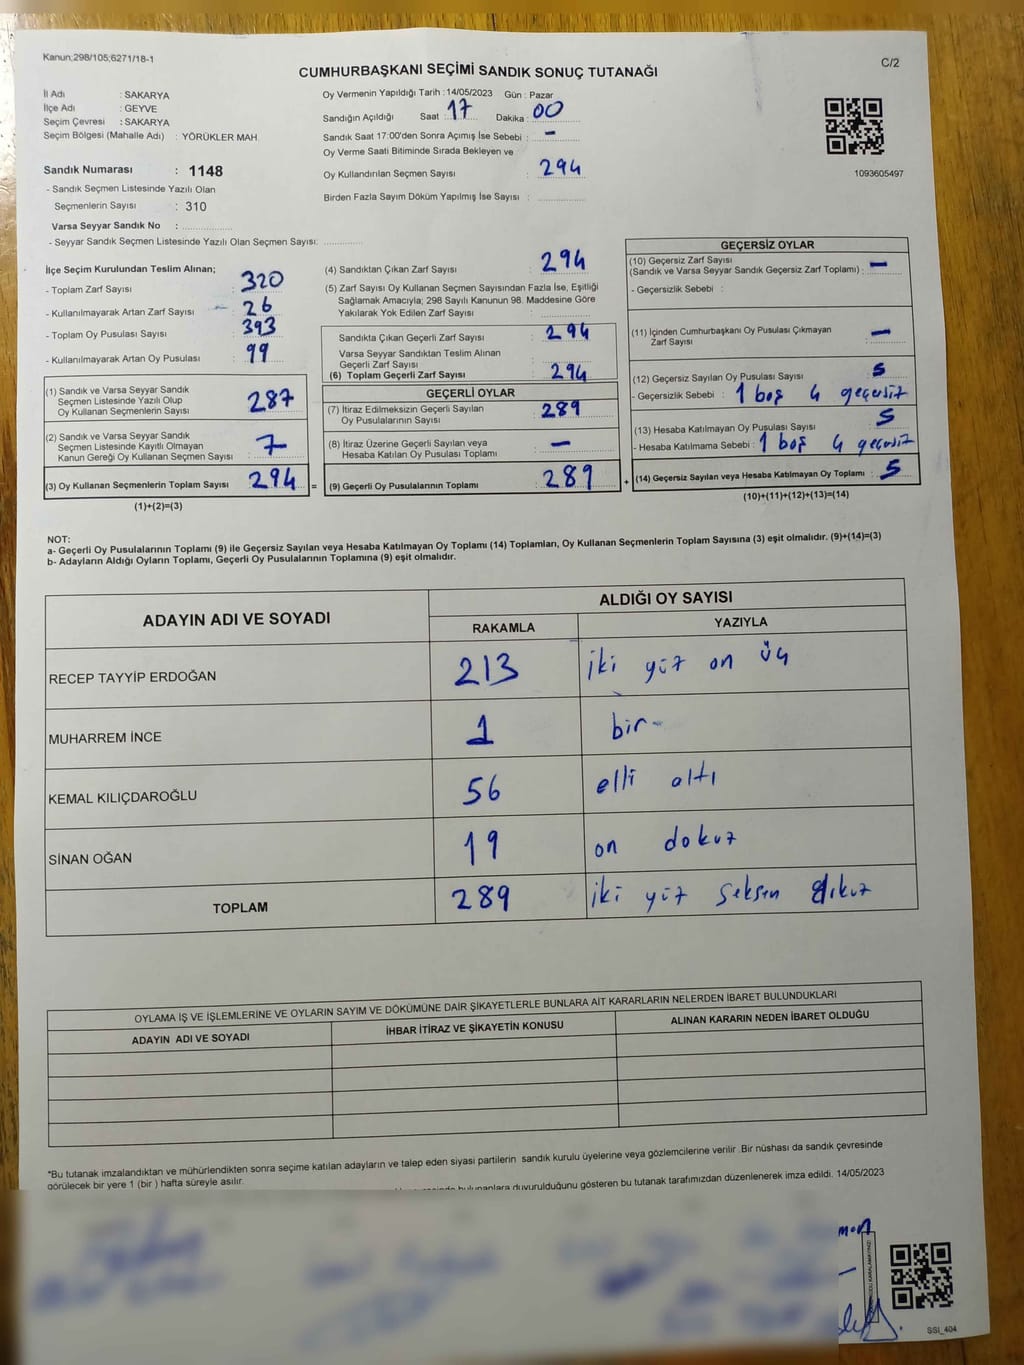 Kanun;298/105;6271/18-1
C/2
CUMHURBAŞKANI SEÇİMİ SANDIK SONUÇ TUTANAĞI
İl Adı : SAKARYA
İlçe Adı : GEYVE
Seçim Çevresi : SAKARYA
Seçim Bölgesi (Mahalle Adı) : YÖRÜKLER MAH.
Sandık Numarası : 1148
- Sandık Seçmen Listesinde Yazılı Olan
Seçmenlerin Sayısı : 310
Varsa Seyyar Sandık No :
- Seyyar Sandık Seçmen Listesinde Yazılı Olan Seçmen Sayısı:
Oy Vermenin Yapıldığı Tarih : 14/05/2023 Gün : Pazar
Sandığın Açıldığı Saat : 17 Dakika : 00
Sandık Saat 17:00'den Sonra Açılmış İse Sebebi : -
Oy Verme Saati Bitiminde Sırada Bekleyen ve
Oy Kullandırılan Seçmen Sayısı : 294
Birden Fazla Sayım Döküm Yapılmış İse Sayısı :
1093605497
İlçe Seçim Kurulundan Teslim Alınan;
- Toplam Zarf Sayısı : 320
- Kullanılmayarak Artan Zarf Sayısı : 26
- Toplam Oy Pusulası Sayısı : 393
- Kullanılmayarak Artan Oy Pusulası : 99
(1) Sandık ve Varsa Seyyar Sandık
Seçmen Listesinde Yazılı Olup
Oy Kullanan Seçmenlerin Sayısı : 287
(2) Sandık ve Varsa Seyyar Sandık
Seçmen Listesinde Kayıtlı Olmayan
Kanun Gereği Oy Kullanan Seçmen Sayısı : 7
(3) Oy Kullanan Seçmenlerin Toplam Sayısı : 294
(1)+(2)=(3)
(4) Sandıktan Çıkan Zarf Sayısı : 294
(5) Zarf Sayısı Oy Kullanan Seçmen Sayısından Fazla İse, Eşitliği
Sağlamak Amacıyla; 298 Sayılı Kanunun 98. Maddesine Göre
Yakılarak Yok Edilen Zarf Sayısı :
Sandıkta Çıkan Geçerli Zarf Sayısı : 294
Varsa Seyyar Sandıktan Teslim Alınan
Geçerli Zarf Sayısı :
(6) Toplam Geçerli Zarf Sayısı : 294
GEÇERLİ OYLAR
(7) İtiraz Edilmeksizin Geçerli Sayılan
Oy Pusulalarının Sayısı : 289
(8) İtiraz Üzerine Geçerli Sayılan veya
Hesaba Katılan Oy Pusulası Toplamı : -
= (9) Geçerli Oy Pusulalarının Toplamı : 289
GEÇERSİZ OYLAR
(10) Geçersiz Zarf Sayısı
(Sandık ve Varsa Seyyar Sandık Geçersiz Zarf Toplamı) : -
- Geçersizlik Sebebi :
(11) İçinden Cumhurbaşkanı Oy Pusulası Çıkmayan
Zarf Sayısı : -
(12) Geçersiz Sayılan Oy Pusulası Sayısı : 5
- Geçersizlik Sebebi : 1 boş 4 geçersiz
(13) Hesaba Katılmayan Oy Pusulası Sayısı : 5
- Hesaba Katılmama Sebebi : 1 boş 4 geçersiz
+ (14) Geçersiz Sayılan veya Hesaba Katılmayan Oy Toplamı : 5
(10)+(11)+(12)+(13)=(14)
NOT:
a- Geçerli Oy Pusulalarının Toplamı (9) ile Geçersiz Sayılan veya Hesaba Katılmayan Oy Toplamı (14) Toplamları, Oy Kullanan Seçmenlerin Toplam Sayısına (3) eşit olmalıdır. (9)+(14)=(3)
b- Adayların Aldığı Oyların Toplamı, Geçerli Oy Pusulalarının Toplamına (9) eşit olmalıdır.
ADAYIN ADI VE SOYADI ALDIĞI OY SAYISI
RAKAMLA YAZIYLA
RECEP TAYYİP ERDOĞAN 213 iki yüz on üç
MUHARREM İNCE 1 bir-
KEMAL KILIÇDAROĞLU 56 elli altı
SİNAN OĞAN 19 on dokuz
TOPLAM 289 iki yüz seksen dokuz
OYLAMA İŞ VE İŞLEMLERİNE VE OYLARIN SAYIM VE DÖKÜMÜNE DAİR ŞİKAYETLERLE BUNLARA AİT KARARLARIN NELERDEN İBARET BULUNDUKLARI
ADAYIN ADI VE SOYADI İHBAR İTİRAZ VE ŞİKAYETİN KONUSU ALINAN KARARIN NEDEN İBARET OLDUĞU
*Bu tutanak imzalandıktan ve mühürlendikten sonra seçime katılan adayların ve talep eden siyasi partilerin sandık kurulu üyelerine veya gözlemcilerine verilir. Bir nüshası da sandık çevresinde
görülecek bir yere 1 (bir ) hafta süreyle asılır.
bulunanlara duyurulduğunu gösteren bu tutanak tarafımızdan düzenlenerek imza edildi. 14/05/2023
SSI_404